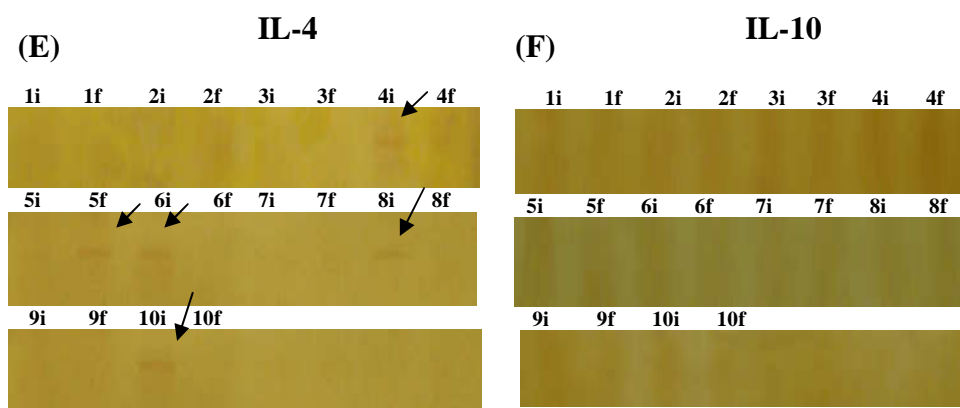 (E) IL-4
1i 1f 2i 2f 3i 3f 4i 4f
5i 5f 6i 6f 7i 7f 8i 8f
9i 9f 10i 10f
(F) IL-10
1i 1f 2i 2f 3i 3f 4i 4f
5i 5f 6i 6f 7i 7f 8i 8f
9i 9f 10i 10f